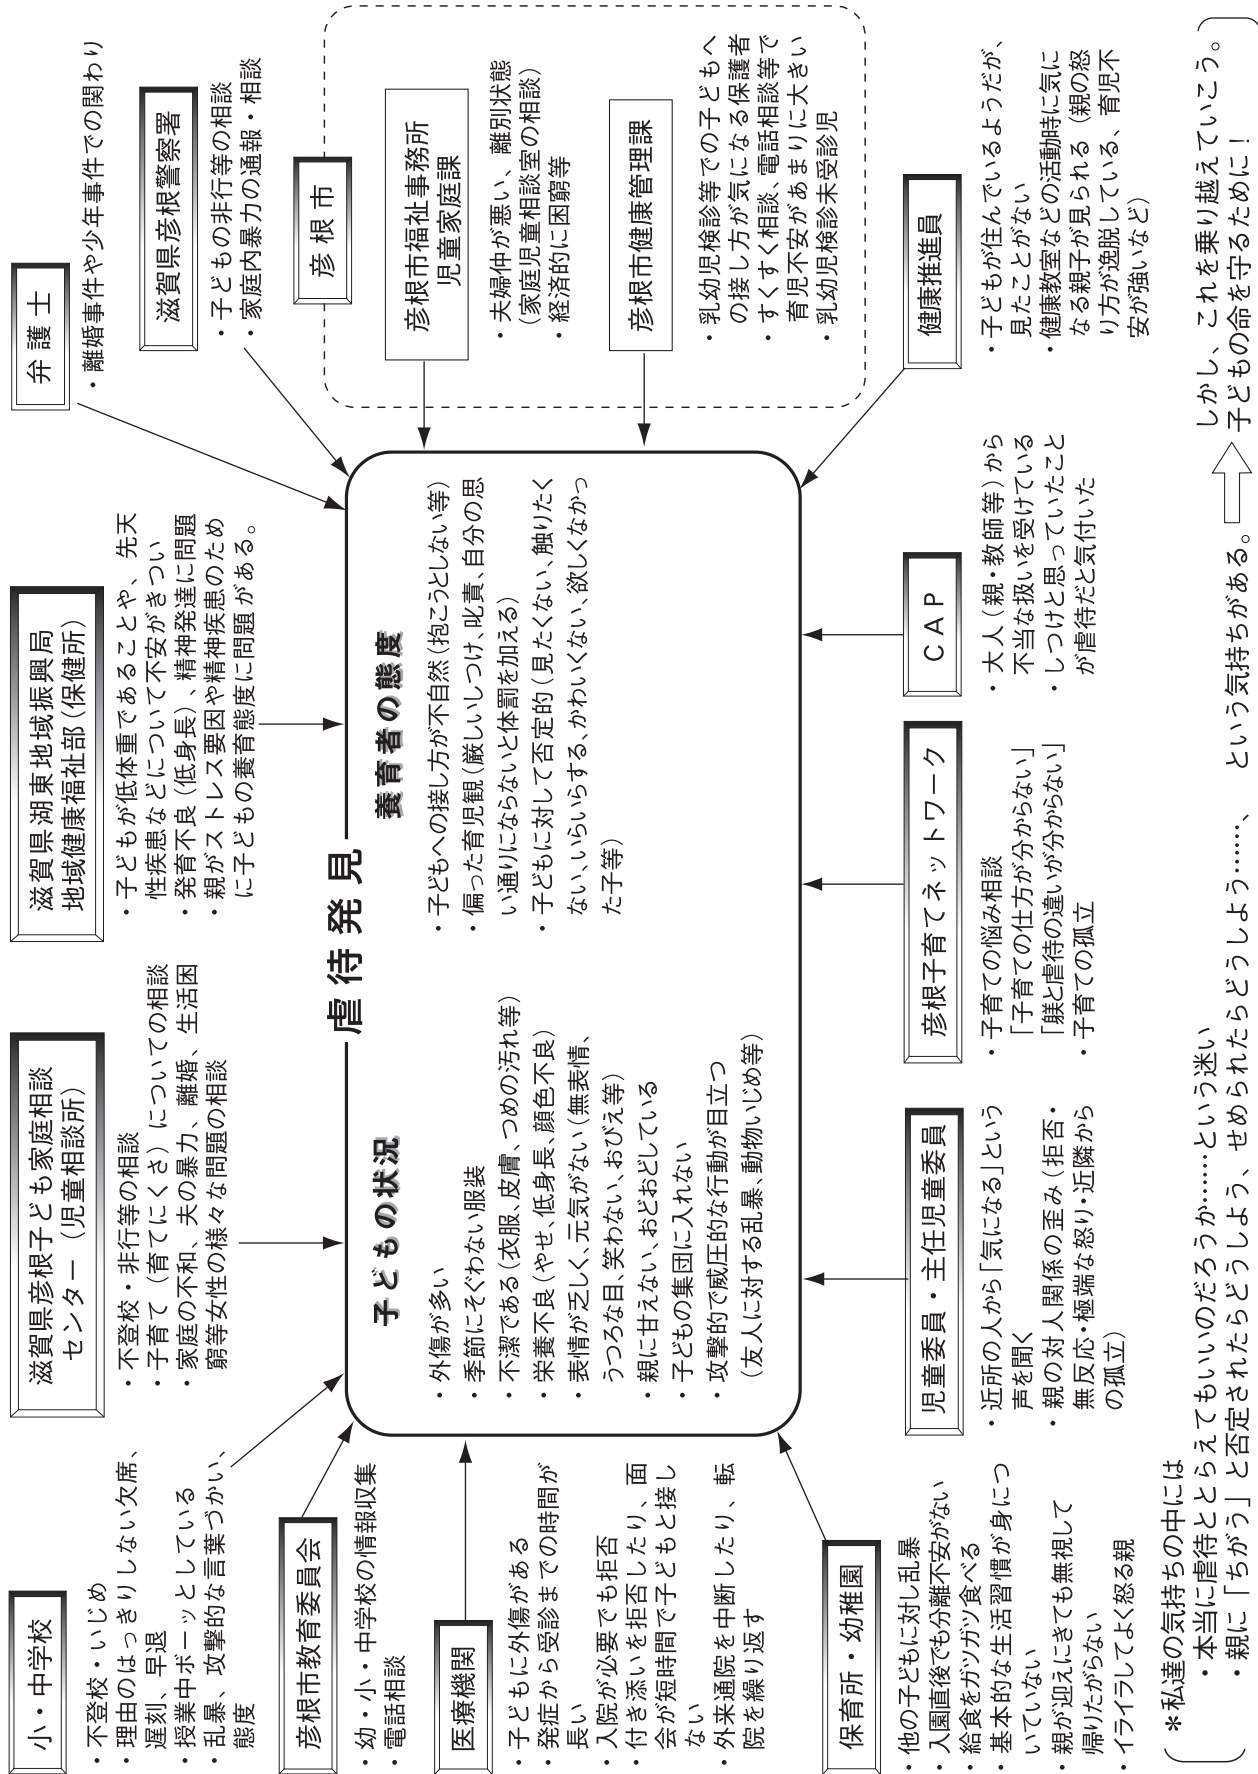 小・中学校
・不登校・いじめ
・理由のはっきりしない欠席、
遅刻、早退
・授業中ボーッとしている
・乱暴、攻撃的な言葉づかい、
態度
滋賀県彦根子ども家庭相談
センター（児童相談所）
・不登校・非行等の相談
・子育て（育てにくさ）についての相談
・家庭の不和、夫の暴力、離婚、生活困
窮等女性の様々な問題の相談
滋賀県湖東地域振興局
地域健康福祉部（保健所）
・子どもが低体重であることや、先天
性疾患などについて不安がきつい
・発育不良（低身長）、精神発達に問題
・親がストレス要因や精神疾患のため
に子どもの養育態度に問題がある。
弁護士
・離婚事件や少年事件での関わり
滋賀県彦根警察署
・子どもの非行等の相談
・家庭内暴力の通報・相談
彦根市
彦根市福祉事務所
児童家庭課
・夫婦仲が悪い、離別状態
（家庭児童相談室の相談）
・経済的に困窮等
彦根市健康管理課
・乳幼児検診等での子どもへ
の接し方が気になる保護者
・すくすく相談、電話相談等で
育児不安があまりに大きい
・乳幼児検診未受診児
彦根市教育委員会
・幼・小・中学校の情報収集
・電話相談
医療機関
・子どもに外傷がある
・発症から受診までの時間が
長い
・入院が必要でも拒否
・付き添いを拒否したり、面
会が短時間で子どもと接し
ない
・外来通院を中断したり、転
院を繰り返す
虐待発見
子どもの状況
・外傷が多い
・季節にそぐわない服装
・不潔である（衣服、皮膚、つめの汚れ等）
・栄養不良（やせ、低身長、顔色不良）
・表情が乏しく、元気がない（無表情、
うつろな目、笑わない、おびえ等）
・親に甘えない、おどおどしている
・子どもの集団に入れない
・攻撃的で威圧的な行動が目立つ
（友人に対する乱暴、動物いじめ等）
養育者の態度
・子どもへの接し方が不自然（抱こうとしない等）
・偏った育児観（厳しいしつけ、叱責、自分の思
い通りにならないと体罰を加える）
・子どもに対して否定的（見たくない、触りたく
ない、いらいらする、かわいくない、欲しくなかっ
た子等）
保育所・幼稚園
・他の子どもに対し乱暴
・入園直後でも分離不安がない
・給食をガツガツ食べる
・基本的な生活習慣が身につ
いていない
・親が迎えにきても無視して
帰りたがらない
・イライラしてよく怒る親
児童委員・主任児童委員
・近所の人から「気になる」という
声を聞く
・親の対人関係の歪み（拒否・
無反応・極端な怒り・近隣から
の孤立）
彦根子育てネットワーク
・子育ての悩み相談
「子育ての仕方が分からない」
「躾と虐待の違いが分からない」
・子育ての孤立
CAP
・大人（親・教師等）から
不当な扱いを受けている
・しつけと思っていたこと
が虐待だと気付いた
健康推進員
・子どもが住んでいるようだが、
見たことがない
・健康教室などの活動時に気に
なる親子が見られる（親の怒
り方が逸脱している、育児不
安が強いなど）
＊私達の気持ちの中には
・本当に虐待ととらえてもいいのだろうか……という迷い
・親に「ちがう」と否定されたらどうしよう、せめられたらどうしよう……、　という気持ちがある。
しかし、これを乗り越えていこう。
子どもの命を守るために！